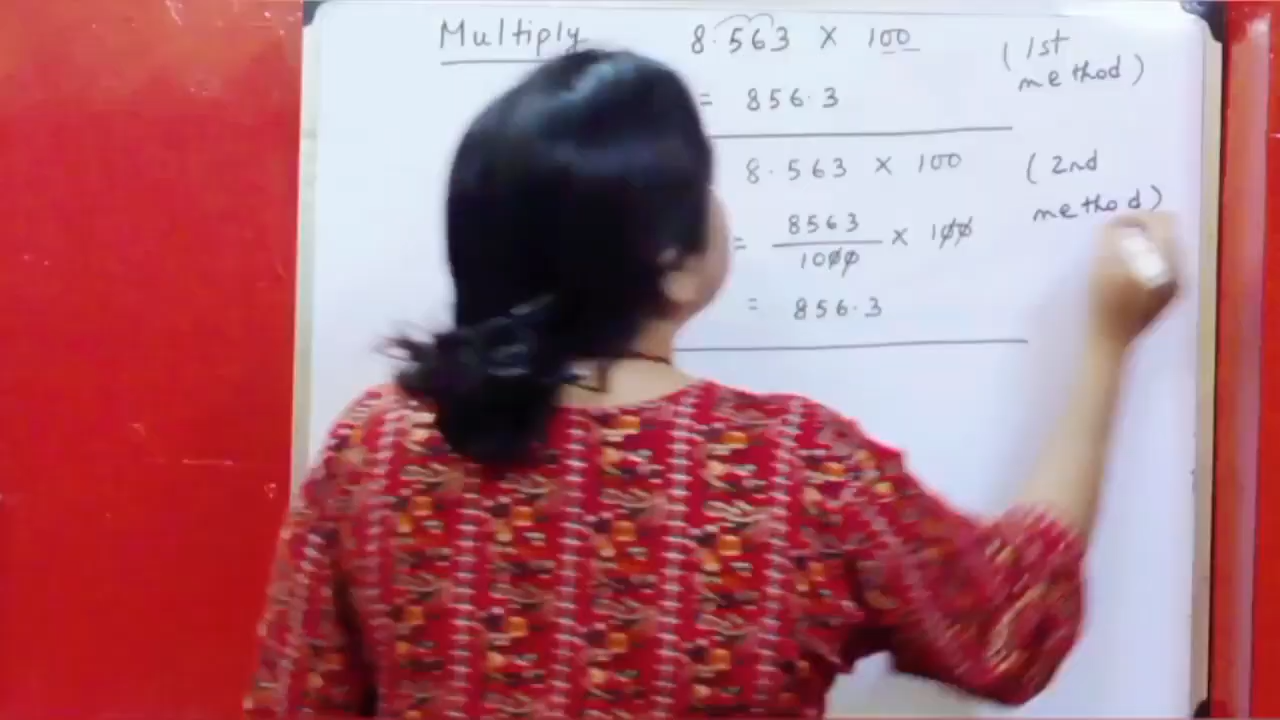 Multiply 8.563 × 100 (1st method)
= 856.3
8.563 × 100 (2nd method)
= 8563/1000 × 100
= 856.3